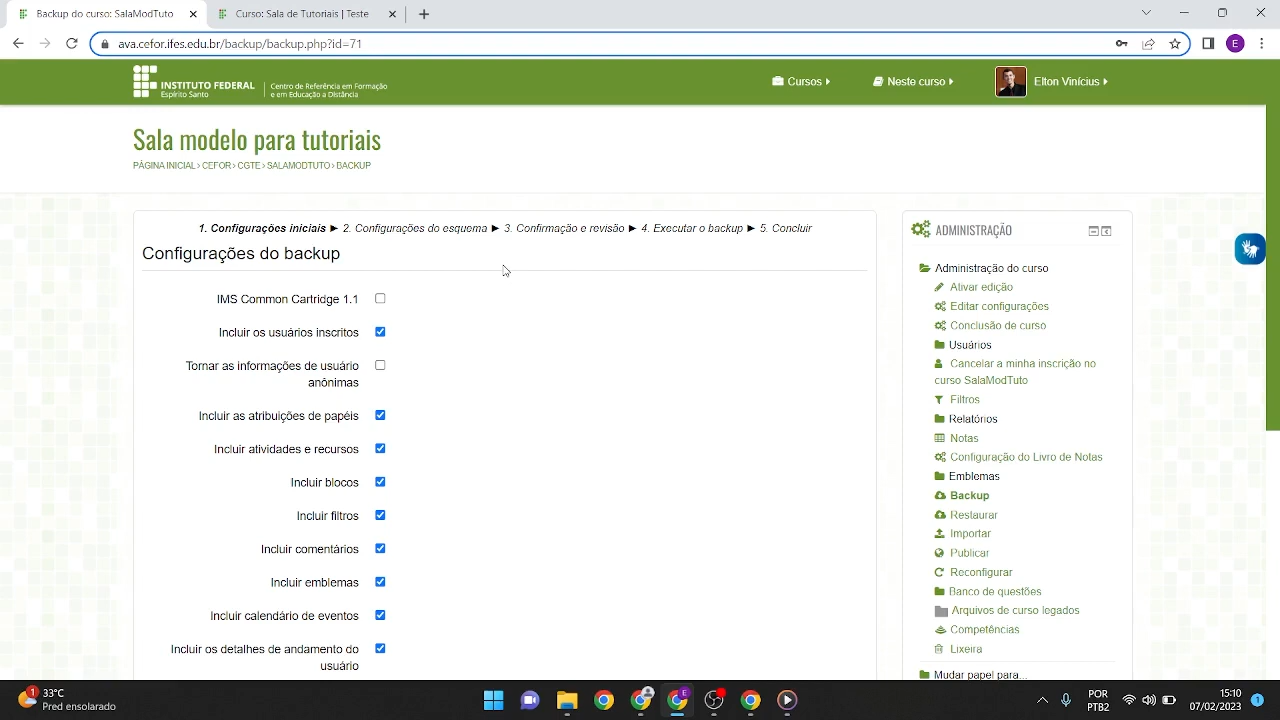 Backup do curso: SalaModTuto
Instituto Federal | Teste
ava.cefor.ifes.edu.br/backup/backup.php?id=71
E
INSTITUTO FEDERAL
Espírito Santo
Centro de Referência em Formação
e em Educação a Distância
Cursos
Neste curso
Elton Vinícius
Sala modelo para tutoriais
PÁGINA INICIAL › CEFOR › CGTE › SALAMODTUTO › BACKUP
1. Configurações iniciais ► 2. Configurações do esquema ► 3. Confirmação e revisão ► 4. Executar o backup ► 5. Concluir
Configurações do backup
IMS Common Cartridge 1.1
Incluir os usuários inscritos
Tornar as informações de usuário
anônimas
Incluir as atribuições de papéis
Incluir atividades e recursos
Incluir blocos
Incluir filtros
Incluir comentários
Incluir emblemas
Incluir calendário de eventos
Incluir os detalhes de andamento do
usuário
ADMINISTRAÇÃO
Administração do curso
Ativar edição
Editar configurações
Conclusão de curso
Usuários
Cancelar a minha inscrição no
curso SalaModTuto
Filtros
Relatórios
Notas
Configuração do Livro de Notas
Emblemas
Backup
Restaurar
Importar
Publicar
Reconfigurar
Banco de questões
Arquivos de curso legados
Competências
Lixeira
Mudar papel para...
1
33°C
Pred ensolarado
E
POR
PTB2
15:10
07/02/2023
1